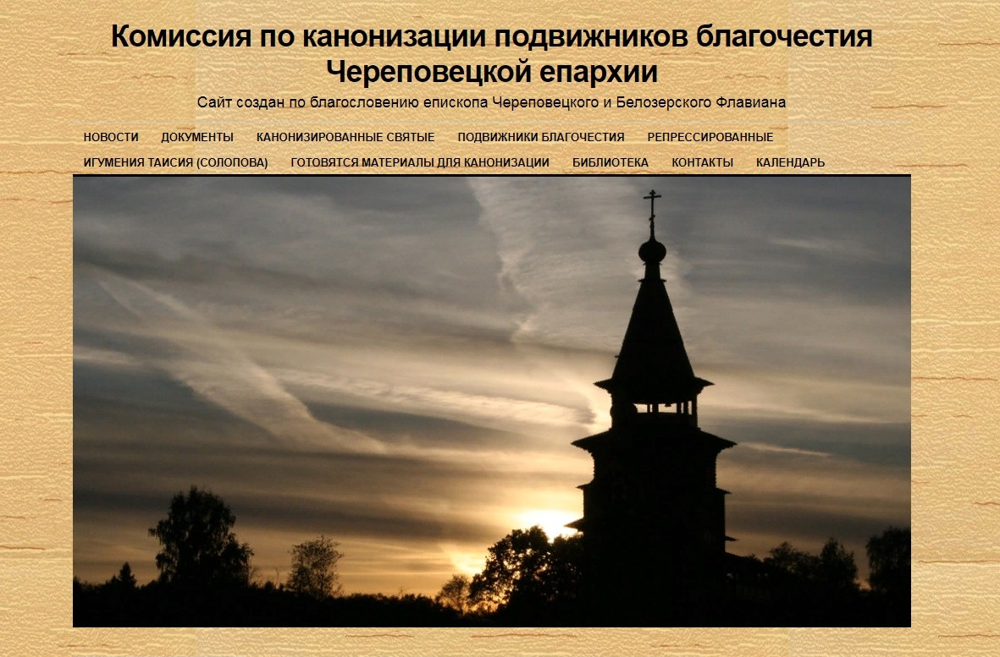 Комиссия по канонизации подвижников благочестия
Череповецкой епархии
Сайт создан по благословению епископа Череповецкого и Белозерского Флавиана
НОВОСТИ ДОКУМЕНТЫ КАНОНИЗИРОВАННЫЕ СВЯТЫЕ ПОДВИЖНИКИ БЛАГОЧЕСТИЯ РЕПРЕССИРОВАННЫЕ
ИГУМЕНИЯ ТАИСИЯ (СОЛОПОВА) ГОТОВЯТСЯ МАТЕРИАЛЫ ДЛЯ КАНОНИЗАЦИИ БИБЛИОТЕКА КОНТАКТЫ КАЛЕНДАРЬ